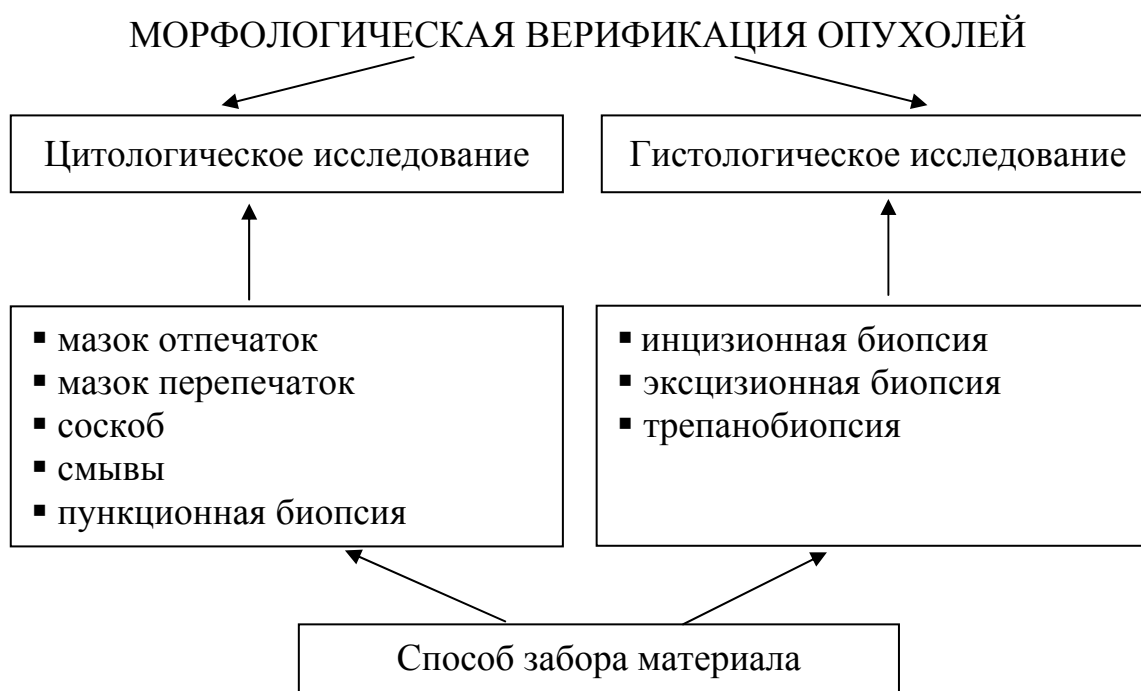 МОРФОЛОГИЧЕСКАЯ ВЕРИФИКАЦИЯ ОПУХОЛЕЙ
Цитологическое исследование
Гистологическое исследование
▪ мазок отпечаток
▪ мазок перепечаток
▪ соскоб
▪ смывы
▪ пункционная биопсия
▪ инцизионная биопсия
▪ эксцизионная биопсия
▪ трепанобиопсия
Способ забора материала